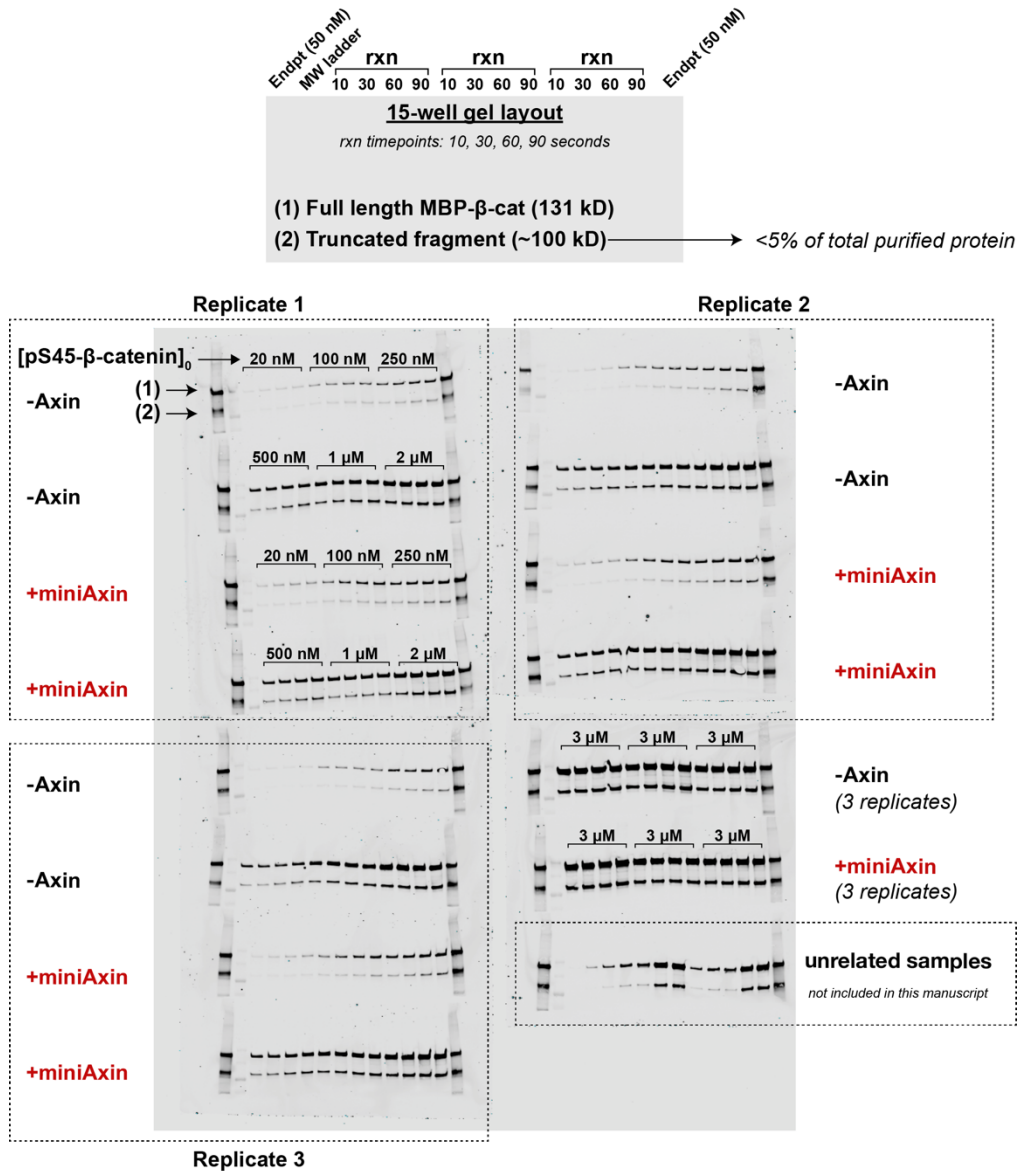 Endpt (50 nM)
MW ladder
rxn rxn rxn
10 30 60 90 10 30 60 90 10 30 60 90
Endpt (50 nM)
15-well gel layout
rxn timepoints: 10, 30, 60, 90 seconds
(1) Full length MBP-β-cat (131 kD)
(2) Truncated fragment (~100 kD)
<5% of total purified protein
Replicate 1
[pS45-β-catenin]0
20 nM 100 nM 250 nM
(1)
-Axin
(2)
500 nM 1 µM 2 µM
-Axin
20 nM 100 nM 250 nM
+miniAxin
500 nM 1 µM 2 µM
+miniAxin
Replicate 2
-Axin
-Axin
+miniAxin
+miniAxin
-Axin
-Axin
+miniAxin
+miniAxin
Replicate 3
3 µM 3 µM 3 µM
-Axin
(3 replicates)
3 µM 3 µM 3 µM
+miniAxin
(3 replicates)
unrelated samples
not included in this manuscript